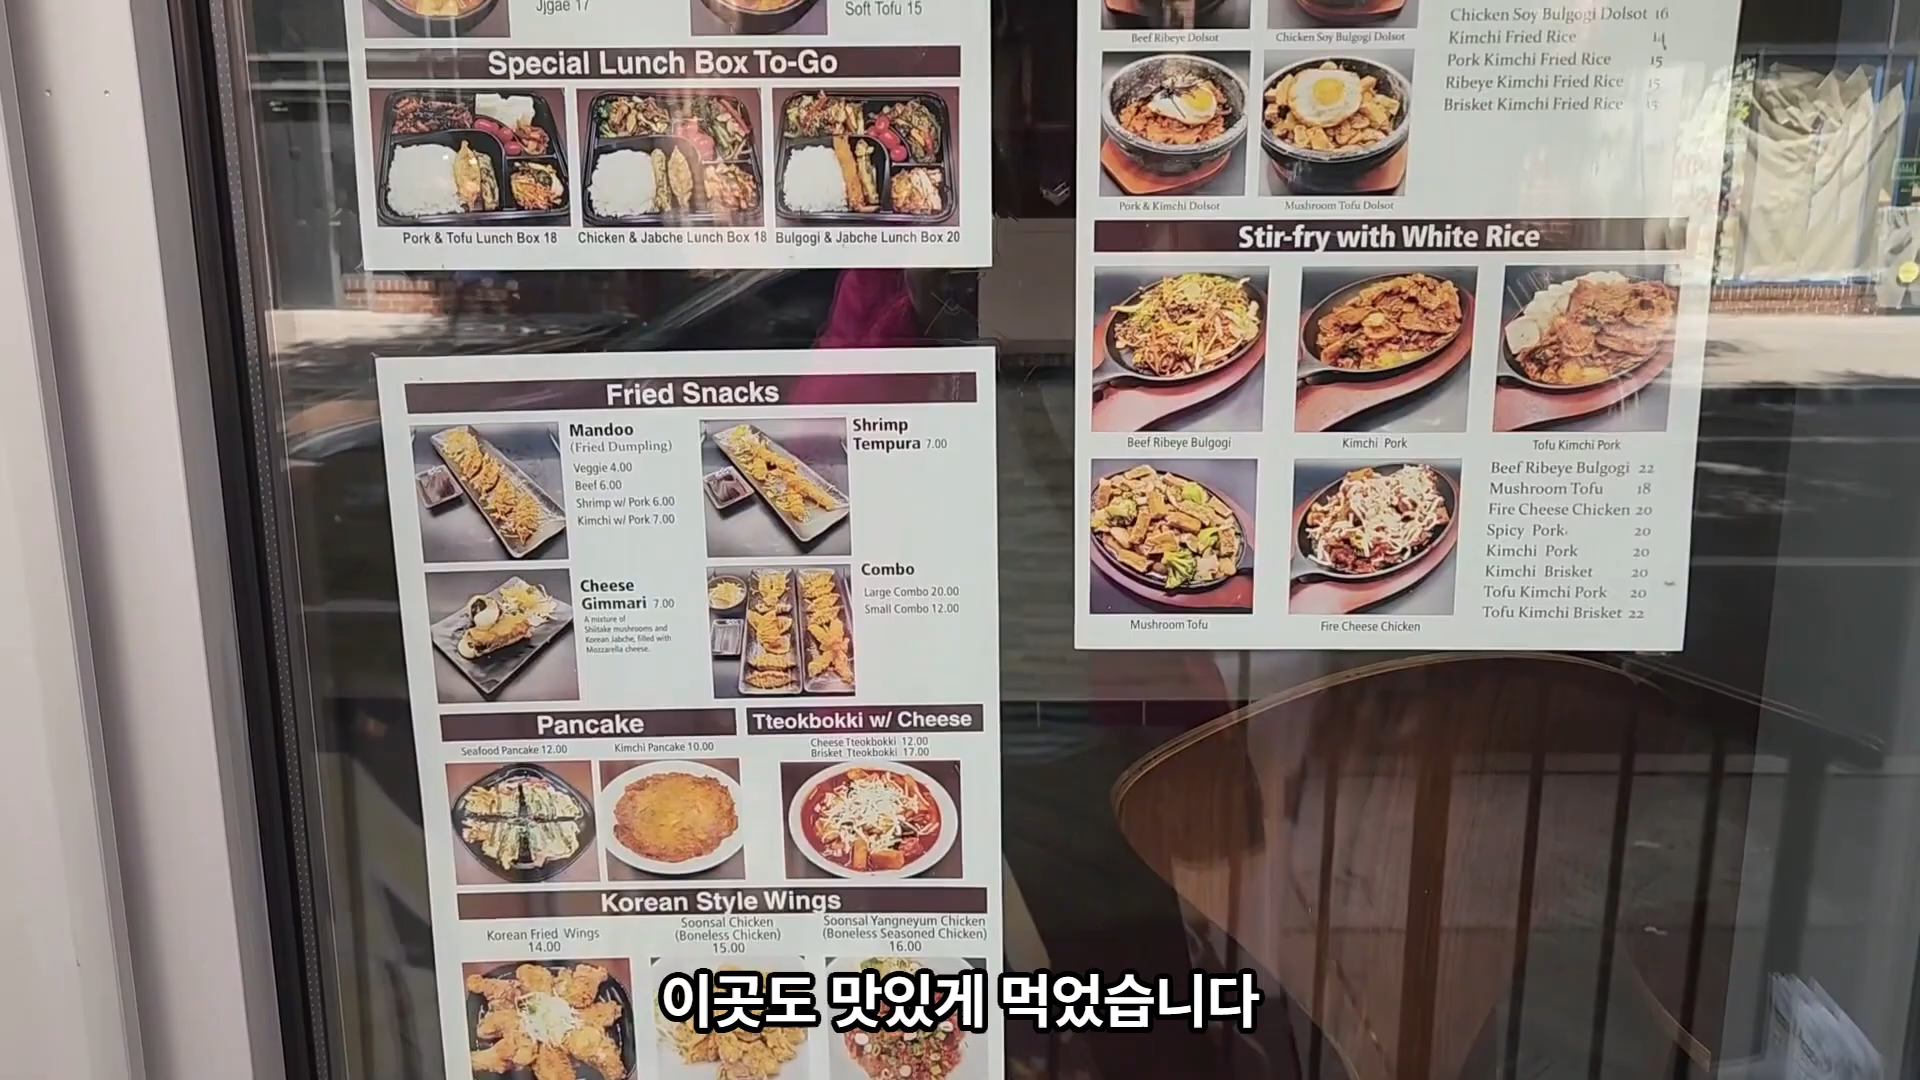 Jjgae 17
Soft Tofu 15
Special Lunch Box To-Go
Pork & Tofu Lunch Box 18
Chicken & Jabche Lunch Box 18
Bulgogi & Jabche Lunch Box 20
Fried Snacks
Mandoo
(Fried Dumpling)
Veggie 4.00
Beef 6.00
Shrimp w/ Pork 6.00
Kimchi w/ Pork 7.00
Shrimp
Tempura 7.00
Cheese
Gimmari 7.00
A mixture of
Shiitake mushrooms and
Korean Jabche, filled with
Mozzarella cheese.
Combo
Large Combo 20.00
Small Combo 12.00
Pancake
Seafood Pancake 12.00
Kimchi Pancake 10.00
Tteokbokki w/ Cheese
Cheese Tteokbokki 12.00
Brisket Tteokbokki 17.00
Korean Style Wings
Korean Fried Wings
14.00
Soonsal Chicken
(Boneless Chicken)
15.00
Soonsal Yangneyum Chicken
(Boneless Seasoned Chicken)
16.00
Beef Ribeye Dolsot
Chicken Soy Bulgogi Dolsot
Chicken Soy Bulgogi Dolsot 16
Kimchi Fried Rice 14
Pork Kimchi Fried Rice 15
Ribeye Kimchi Fried Rice 15
Brisket Kimchi Fried Rice 15
Pork & Kimchi Dolsot
Mushroom Tofu Dolsot
Stir-fry with White Rice
Beef Ribeye Bulgogi
Kimchi Pork
Tofu Kimchi Pork
Beef Ribeye Bulgogi 22
Mushroom Tofu 18
Fire Cheese Chicken 20
Spicy Pork 20
Kimchi Pork 20
Kimchi Brisket 20
Tofu Kimchi Pork 20
Tofu Kimchi Brisket 22
Mushroom Tofu
Fire Cheese Chicken
이곳도 맛있게 먹었습니다